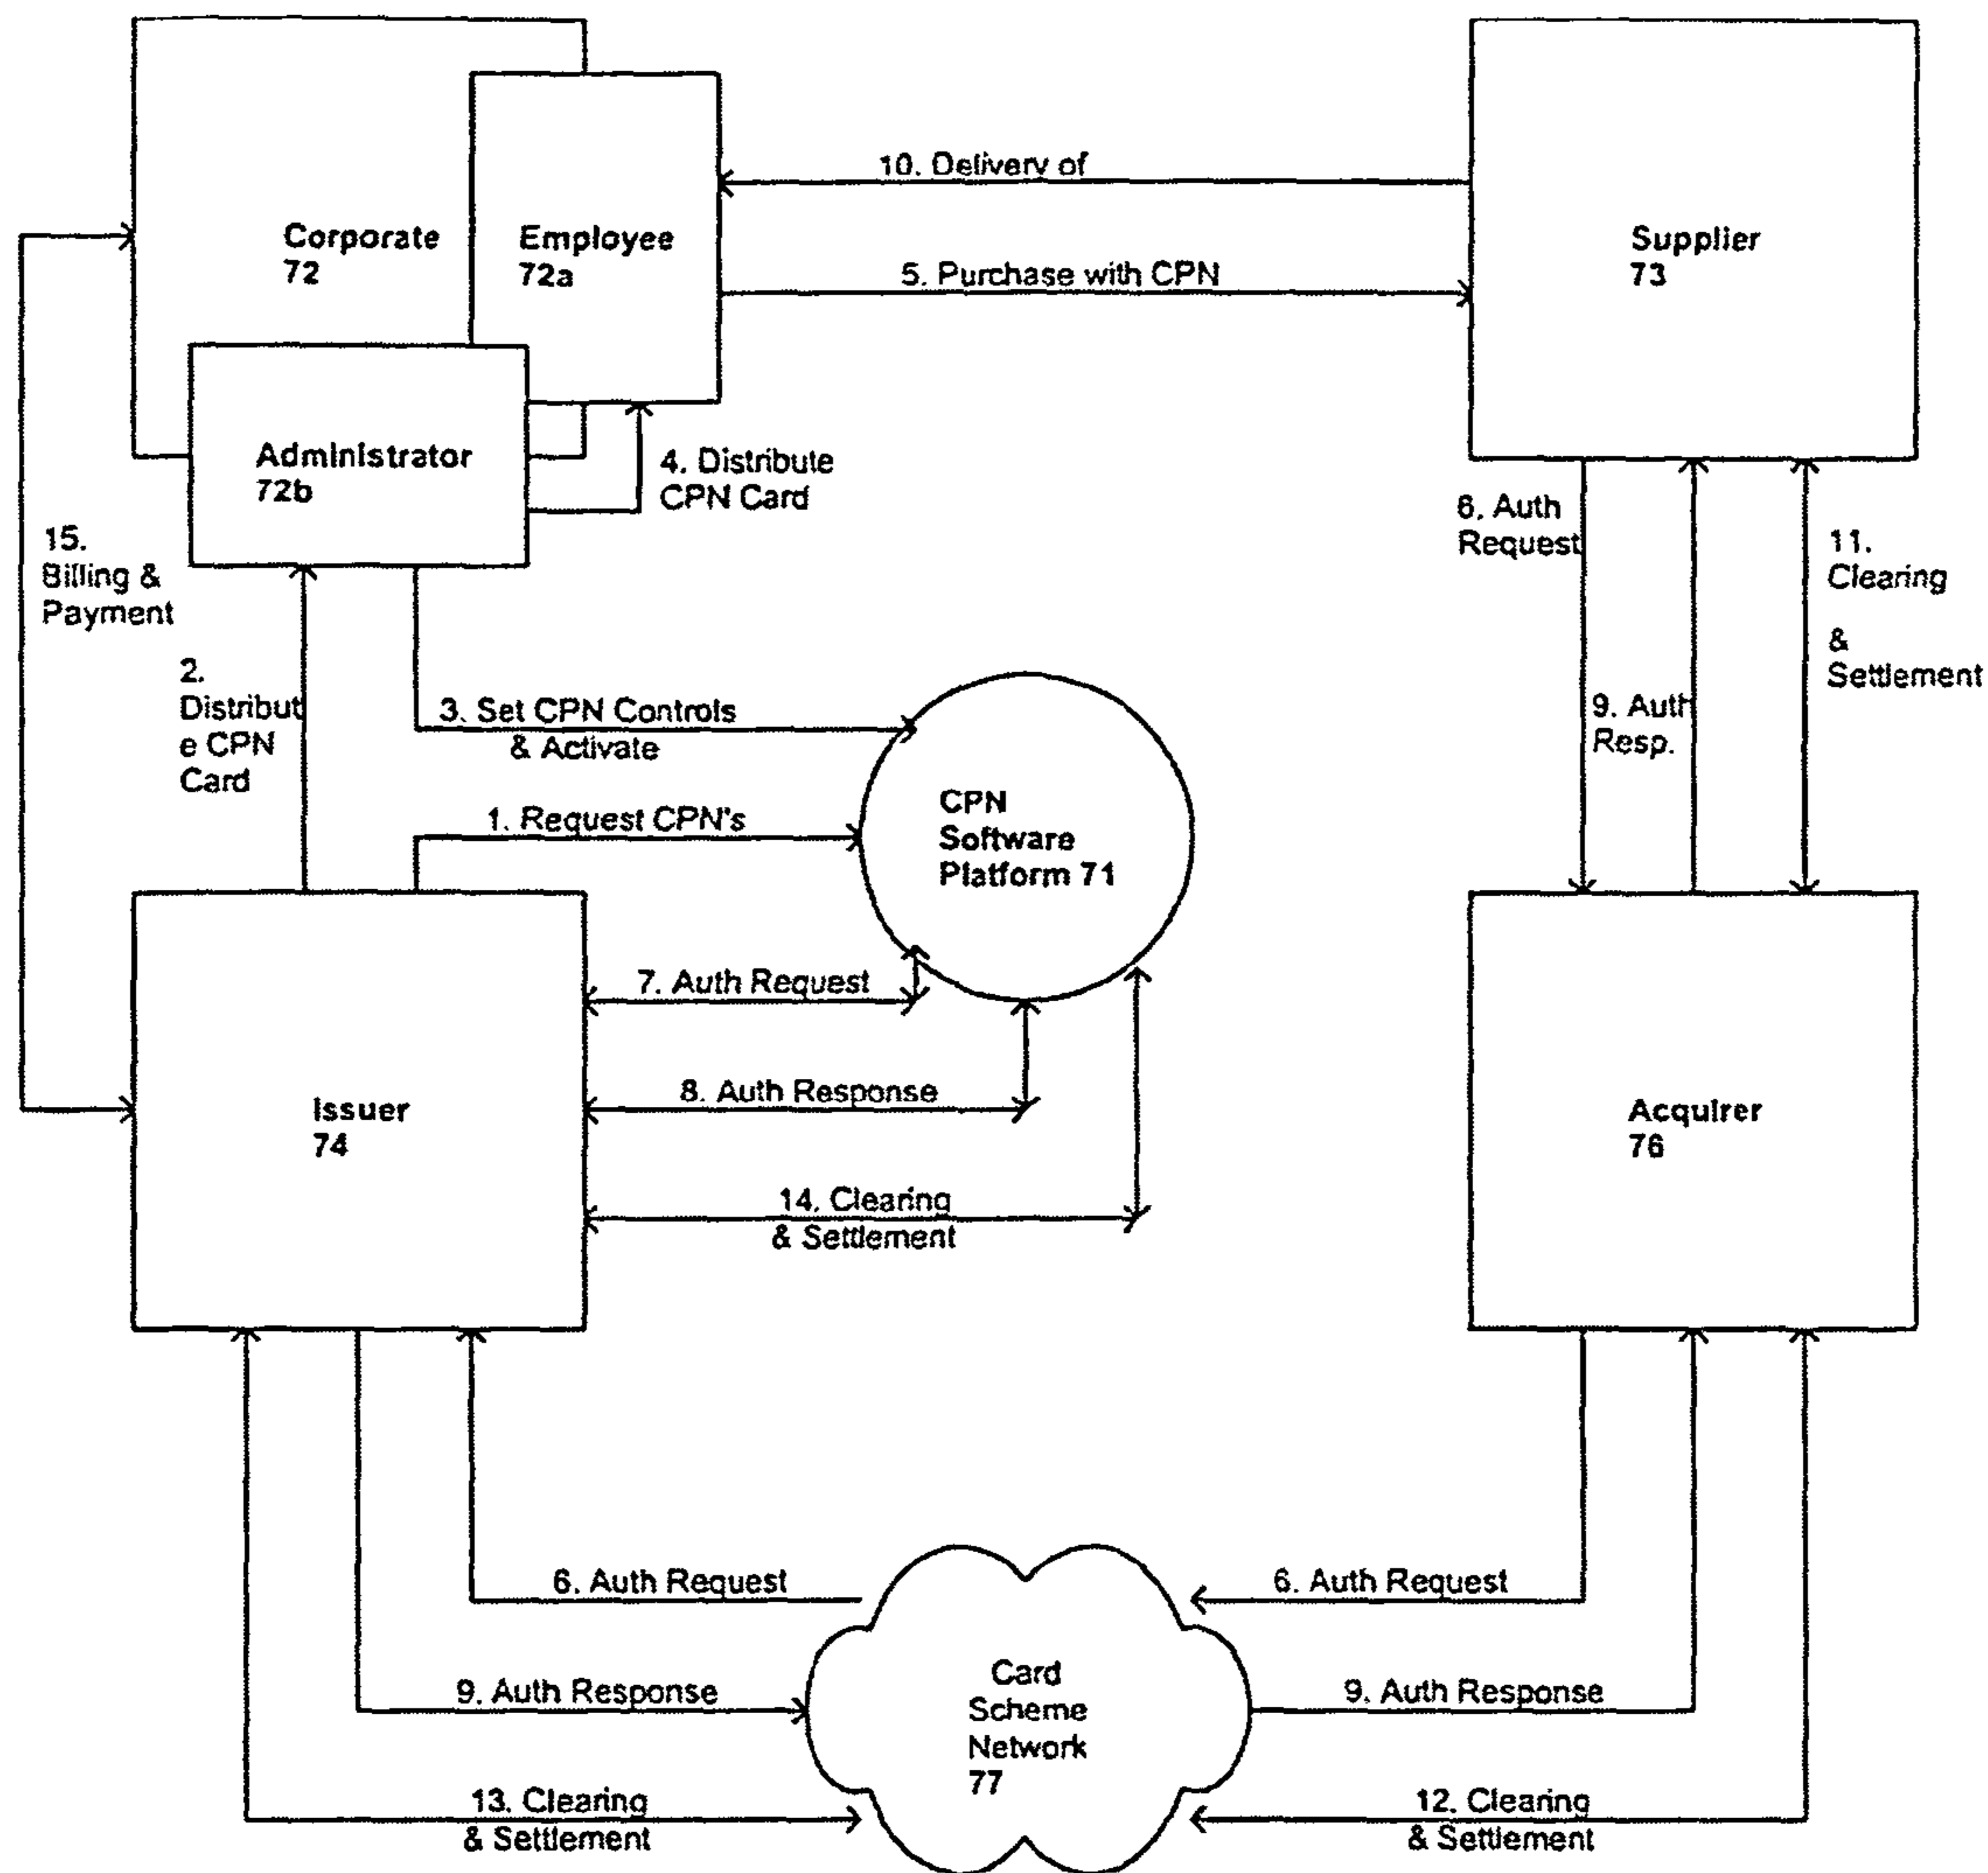 10. Delivery of
Corporate
72
Employee
72a
Supplier
73
5. Purchase with CPN
Administrator
72b
4. Distribute
CPN Card
6. Auth
Request
11.
Clearing
&
Settlement
15.
Billing &
Payment
2.
Distribut
e CPN
Card
9. Auth
Resp.
3. Set CPN Controls
& Activate
CPN
Software
Platform 71
1. Request CPN's
7. Auth Request
8. Auth Response
Issuer
74
Acquirer
76
14. Clearing
& Settlement
6. Auth Request
6. Auth Request
Card
Scheme
Network
77
9. Auth Response
9. Auth Response
13. Clearing
& Settlement
12. Clearing
& Settlement